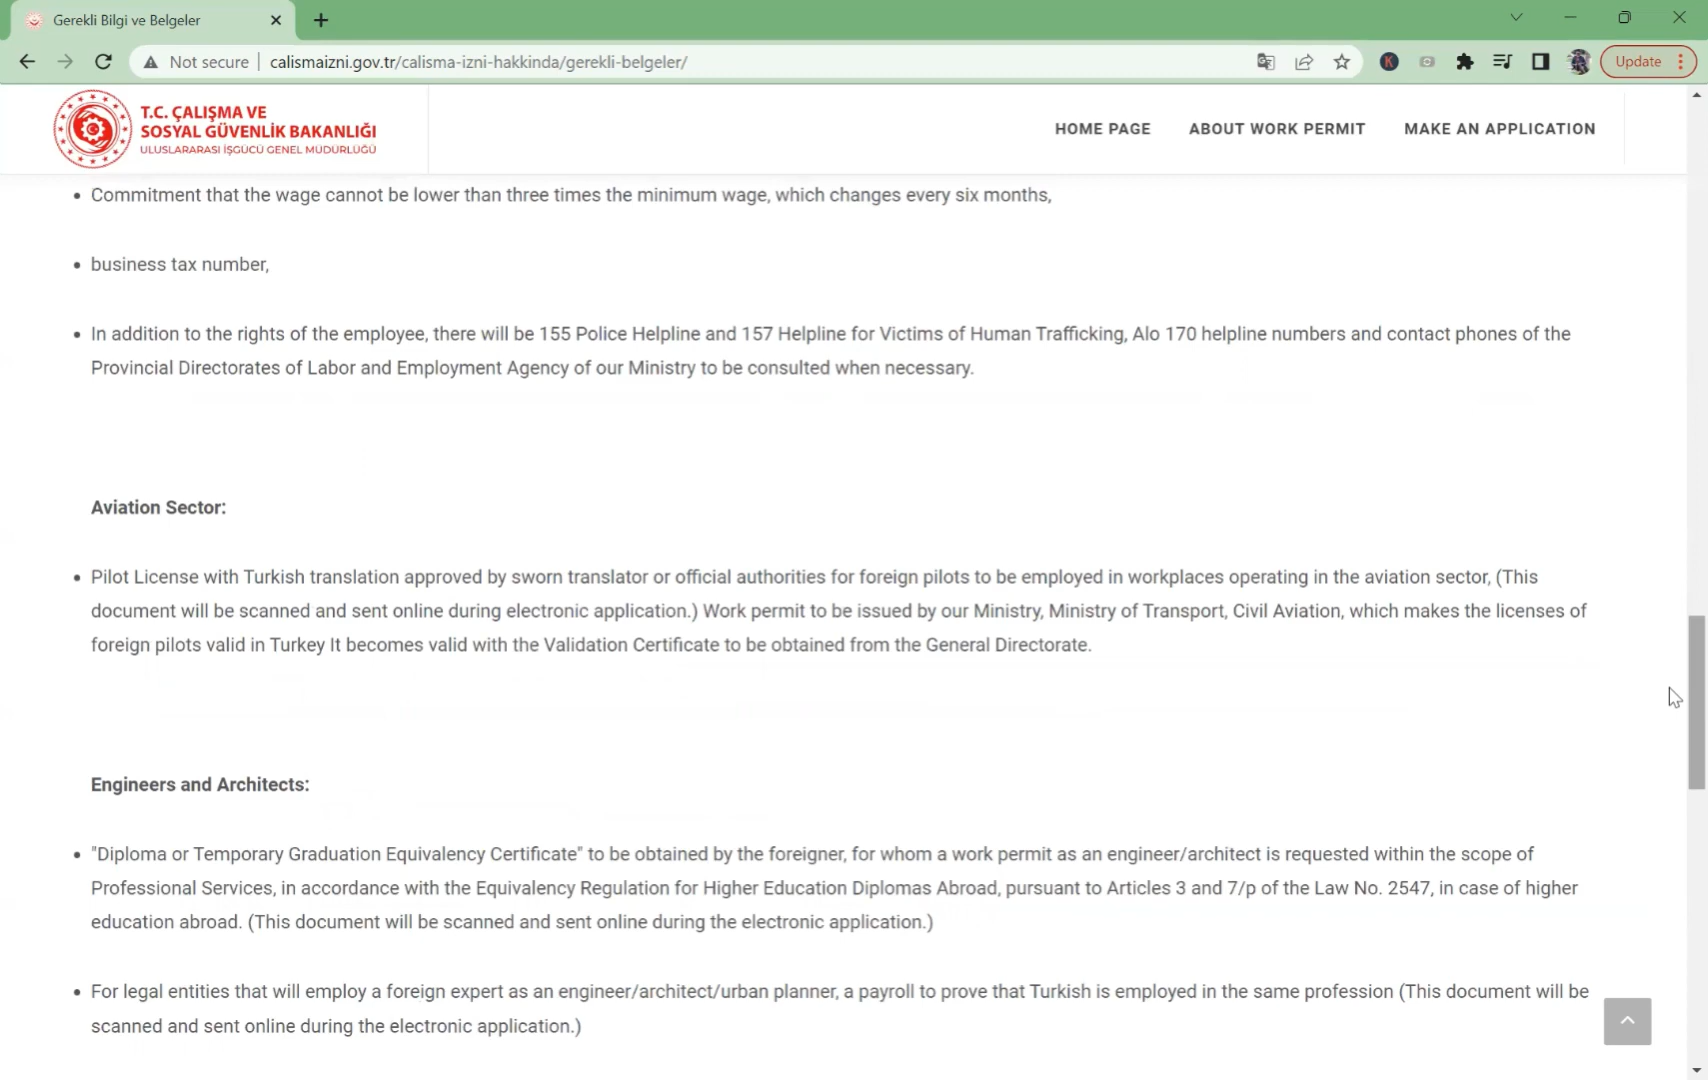 Gerekli Bilgi ve Belgeler
Not secure
calismaizni.gov.tr/calisma-izni-hakkinda/gerekli-belgeler/
K
Update
T.C. ÇALIŞMA VE
SOSYAL GÜVENLİK BAKANLIĞI
ULUSLARARASI İŞGÜCÜ GENEL MÜDÜRLÜĞÜ
HOME PAGE
ABOUT WORK PERMIT
MAKE AN APPLICATION
• Commitment that the wage cannot be lower than three times the minimum wage, which changes every six months,
• business tax number,
• In addition to the rights of the employee, there will be 155 Police Helpline and 157 Helpline for Victims of Human Trafficking, Alo 170 helpline numbers and contact phones of the
Provincial Directorates of Labor and Employment Agency of our Ministry to be consulted when necessary.
Aviation Sector:
• Pilot License with Turkish translation approved by sworn translator or official authorities for foreign pilots to be employed in workplaces operating in the aviation sector, (This
document will be scanned and sent online during electronic application.) Work permit to be issued by our Ministry, Ministry of Transport, Civil Aviation, which makes the licenses of
foreign pilots valid in Turkey It becomes valid with the Validation Certificate to be obtained from the General Directorate.
Engineers and Architects:
• "Diploma or Temporary Graduation Equivalency Certificate" to be obtained by the foreigner, for whom a work permit as an engineer/architect is requested within the scope of
Professional Services, in accordance with the Equivalency Regulation for Higher Education Diplomas Abroad, pursuant to Articles 3 and 7/p of the Law No. 2547, in case of higher
education abroad. (This document will be scanned and sent online during the electronic application.)
• For legal entities that will employ a foreign expert as an engineer/architect/urban planner, a payroll to prove that Turkish is employed in the same profession (This document will be
scanned and sent online during the electronic application.)